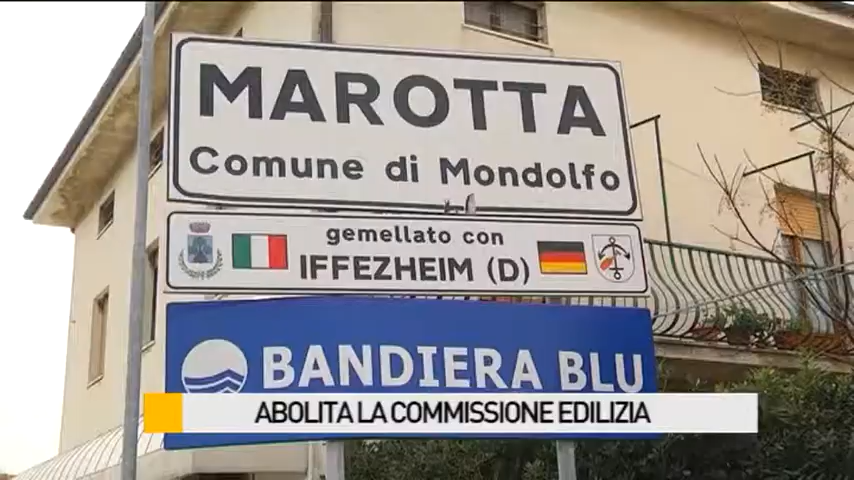 MAROTTA
Comune di Mondolfo
gemellato con
IFFEZHEIM (D)
BANDIERA BLU
ABOLITA LA COMMISSIONE EDILIZIA